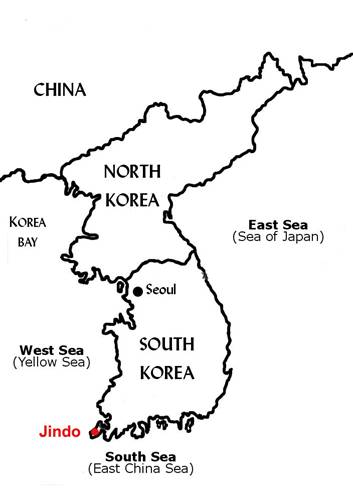 CHINA
NORTH
KOREA
KOREA
BAY
East Sea
(Sea of Japan)
Seoul
West Sea
(Yellow Sea)
SOUTH
KOREA
Jindo
South Sea
(East China Sea)